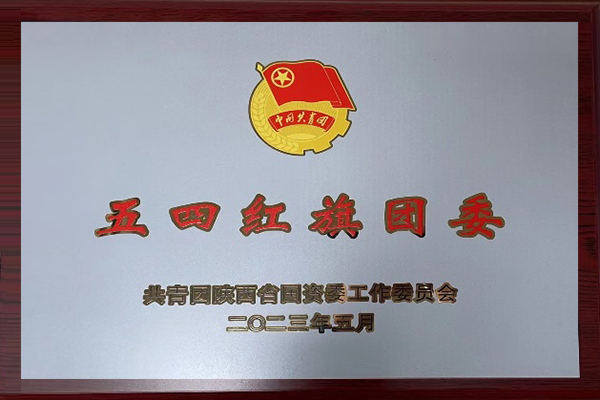 中国共青团
五四红旗团委
共青团陕西省国资委工作委员会
二〇二三年五月